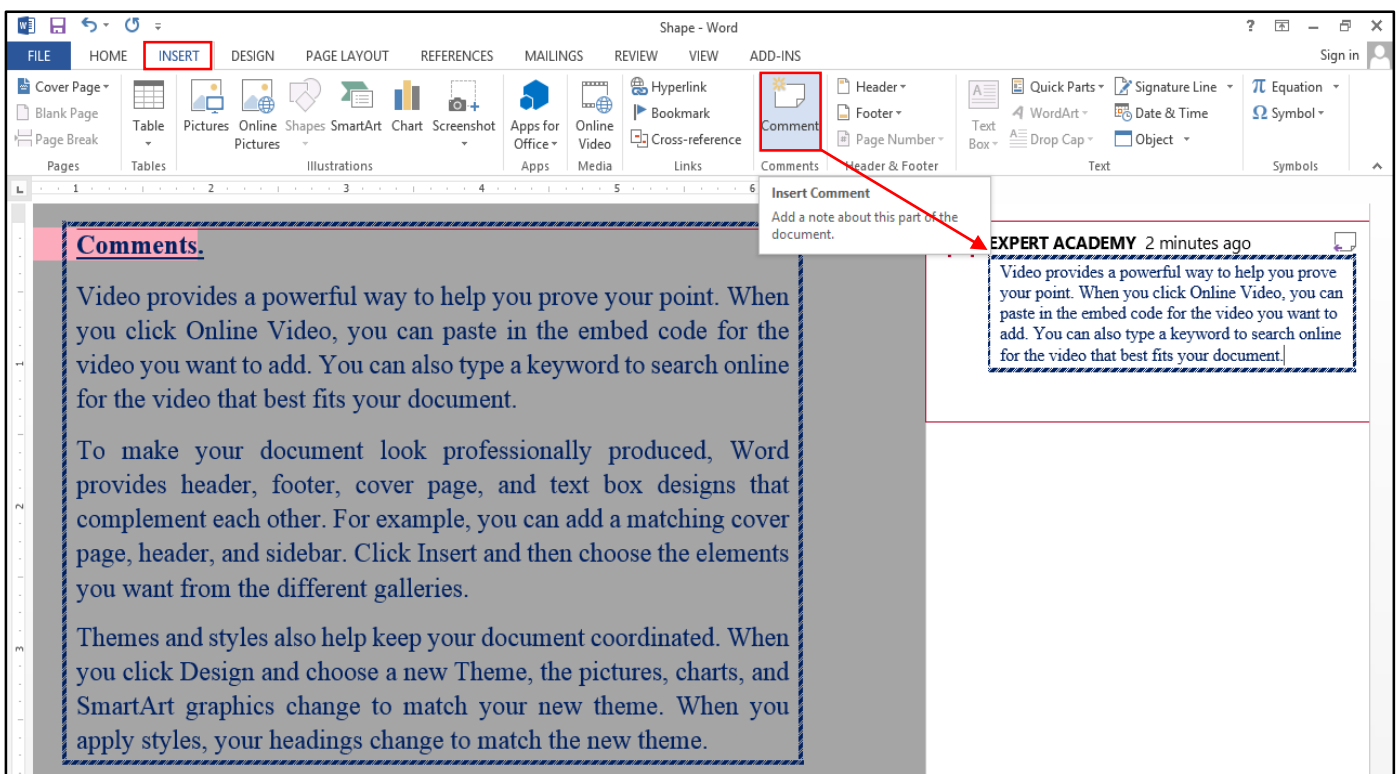 Shape - Word
?
FILE HOME INSERT DESIGN PAGE LAYOUT REFERENCES MAILINGS REVIEW VIEW ADD-INS Sign in
Cover Page
Blank Page
Page Break
Pages
Table
Tables
Pictures
Online Pictures
Shapes
SmartArt
Chart
Screenshot
Illustrations
Apps for Office
Apps
Online Video
Media
Hyperlink
Bookmark
Cross-reference
Links
Comment
Comments
Header
Footer
Page Number
Header & Footer
Text Box
Quick Parts
WordArt
Drop Cap
Signature Line
Date & Time
Object
Text
π Equation
Ω Symbol
Symbols
L
1 2 3 4 5 6
Insert Comment
Add a note about this part of the
document.
Comments.
Video provides a powerful way to help you prove your point. When
you click Online Video, you can paste in the embed code for the
video you want to add. You can also type a keyword to search online
for the video that best fits your document.
To make your document look professionally produced, Word
provides header, footer, cover page, and text box designs that
complement each other. For example, you can add a matching cover
page, header, and sidebar. Click Insert and then choose the elements
you want from the different galleries.
Themes and styles also help keep your document coordinated. When
you click Design and choose a new Theme, the pictures, charts, and
SmartArt graphics change to match your new theme. When you
apply styles, your headings change to match the new theme.
1
2
3
EXPERT ACADEMY 2 minutes ago
Video provides a powerful way to help you prove
your point. When you click Online Video, you can
paste in the embed code for the video you want to
add. You can also type a keyword to search online
for the video that best fits your document.